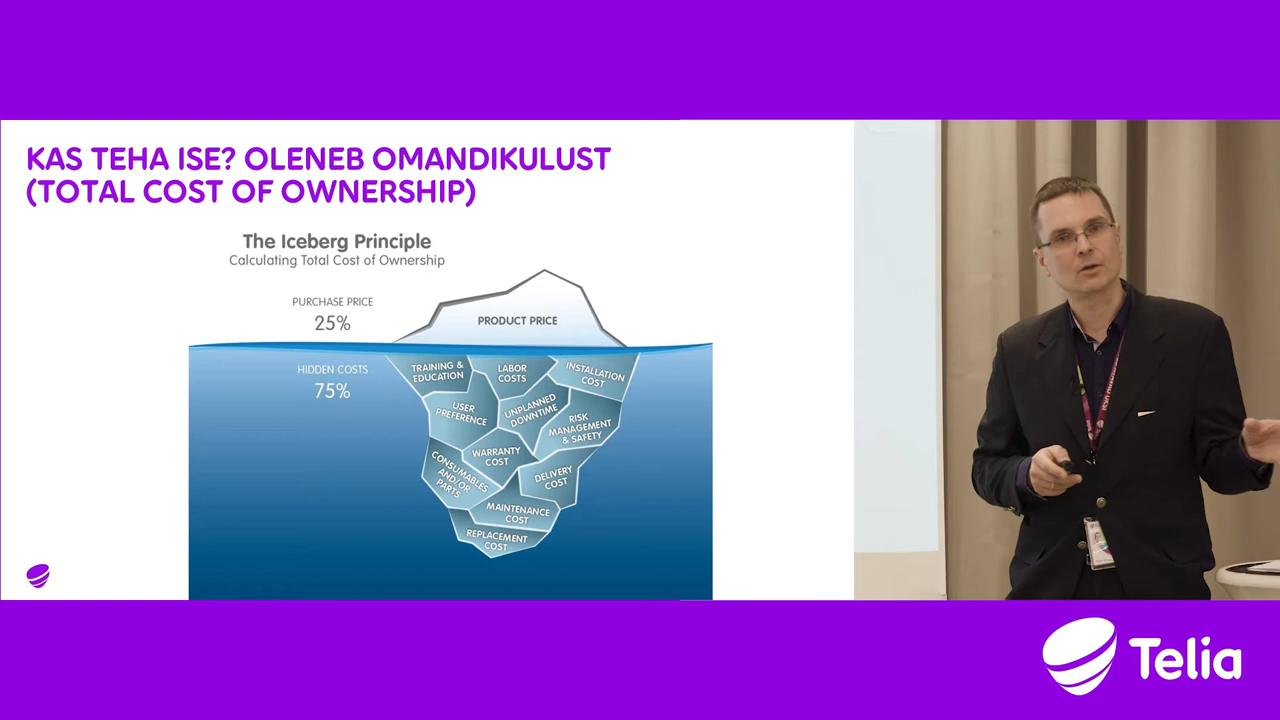 KAS TEHA ISE? OLENEB OMANDIKULUST
(TOTAL COST OF OWNERSHIP)
The Iceberg Principle
Calculating Total Cost of Ownership
PURCHASE PRICE
25%
PRODUCT PRICE
HIDDEN COSTS
75%
TRAINING &
EDUCATION
LABOR
COSTS
INSTALLATION
COST
USER
PREFERENCE
UNPLANNED
DOWNTIME
RISK
MANAGEMENT
& SAFETY
WARRANTY
COST
CONSUMABLES
AND/OR
PARTS
DELIVERY
COST
MAINTENANCE
COST
REPLACEMENT
COST
Telia